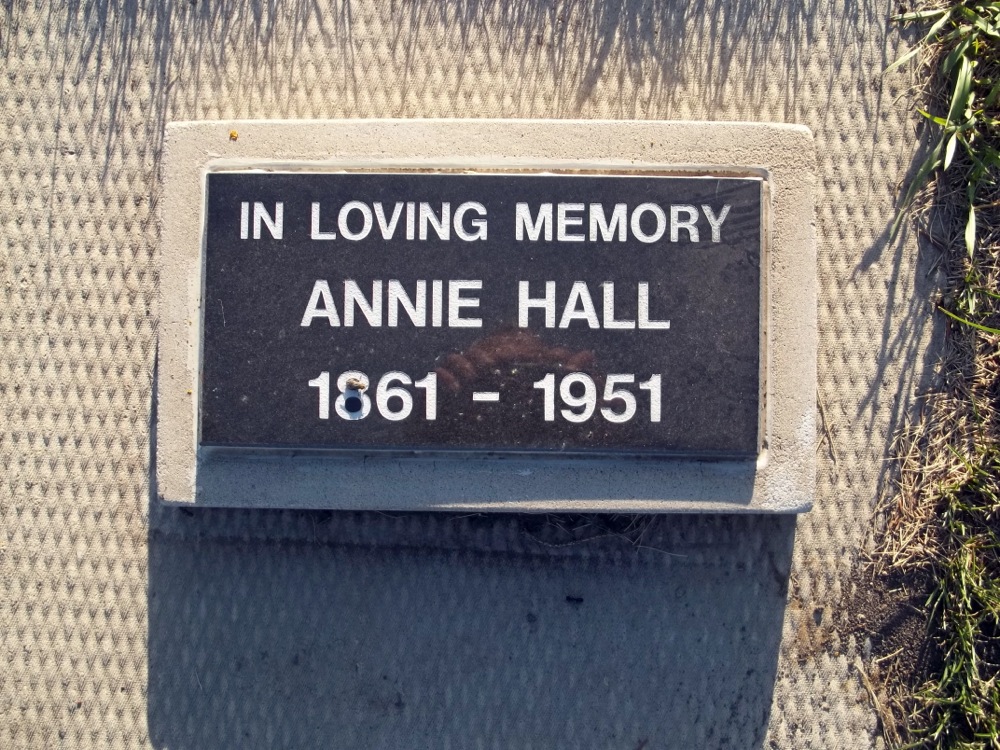 IN LOVING MEMORY
ANNIE HALL
1861 - 1951